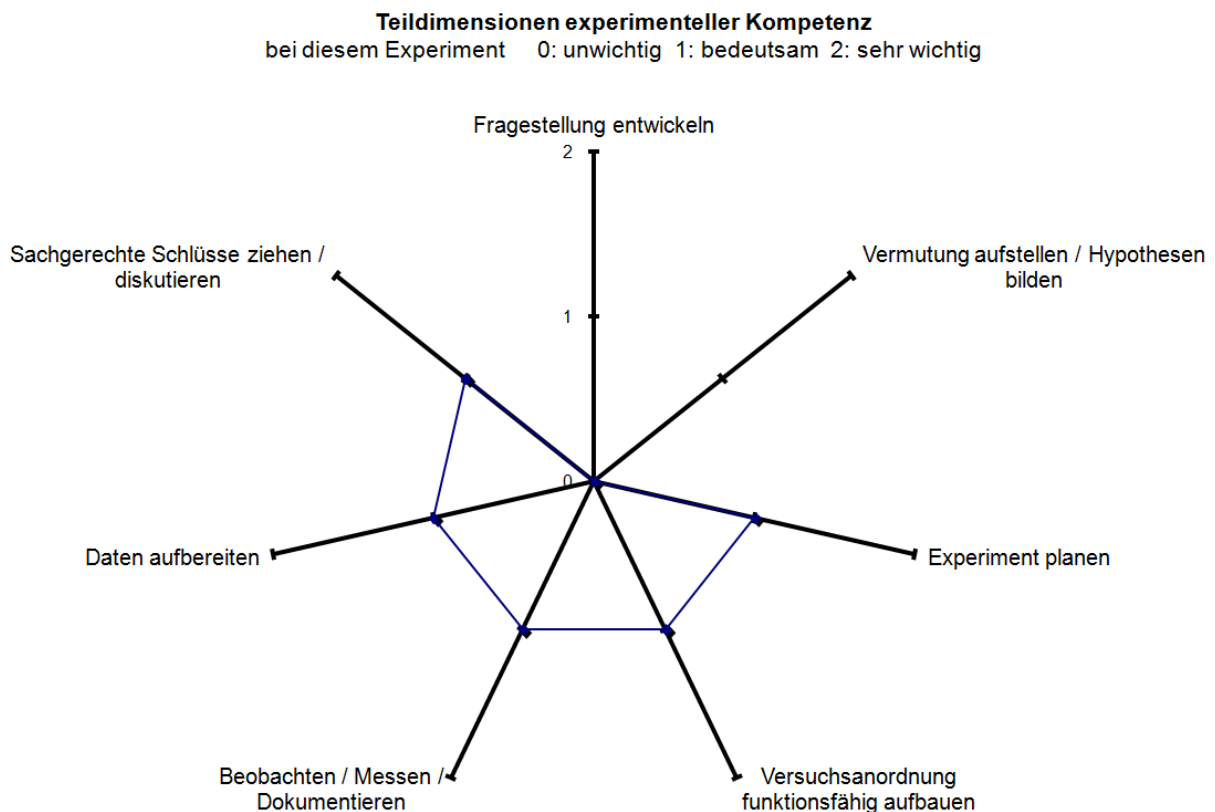 Teildimensionen experimenteller Kompetenz
bei diesem Experiment 0: unwichtig 1: bedeutsam 2: sehr wichtig
Fragestellung entwickeln
2
Sachgerechte Schlüsse ziehen /
diskutieren
Vermutung aufstellen / Hypothesen
bilden
1
0
Daten aufbereiten
Experiment planen
Beobachten / Messen /
Dokumentieren
Versuchsanordnung
funktionsfähig aufbauen